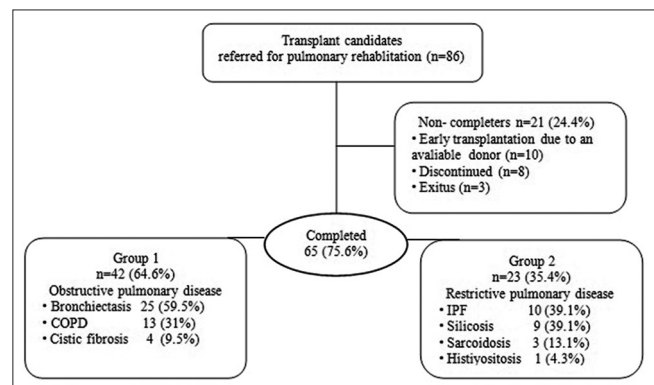 Transplant candidates
referred for pulmonary rehablitation (n=86)
Non- completers n=21 (24.4%)
• Early transplantation due to an
avaliable donor (n=10)
• Discontinued (n=8)
• Exitus (n=3)
Completed
65 (75.6%)
Group 1
n=42 (64.6%)
Obstructive pulmonary disease
• Bronchiectasis 25 (59.5%)
• COPD 13 (31%)
• Cistic fibrosis 4 (9.5%)
Group 2
n=23 (35.4%)
Restrictive pulmonary disease
• IPF 10 (39.1%)
• Silicosis 9 (39.1%)
• Sarcoidosis 3 (13.1%)
• Histiyositosis 1 (4.3%)